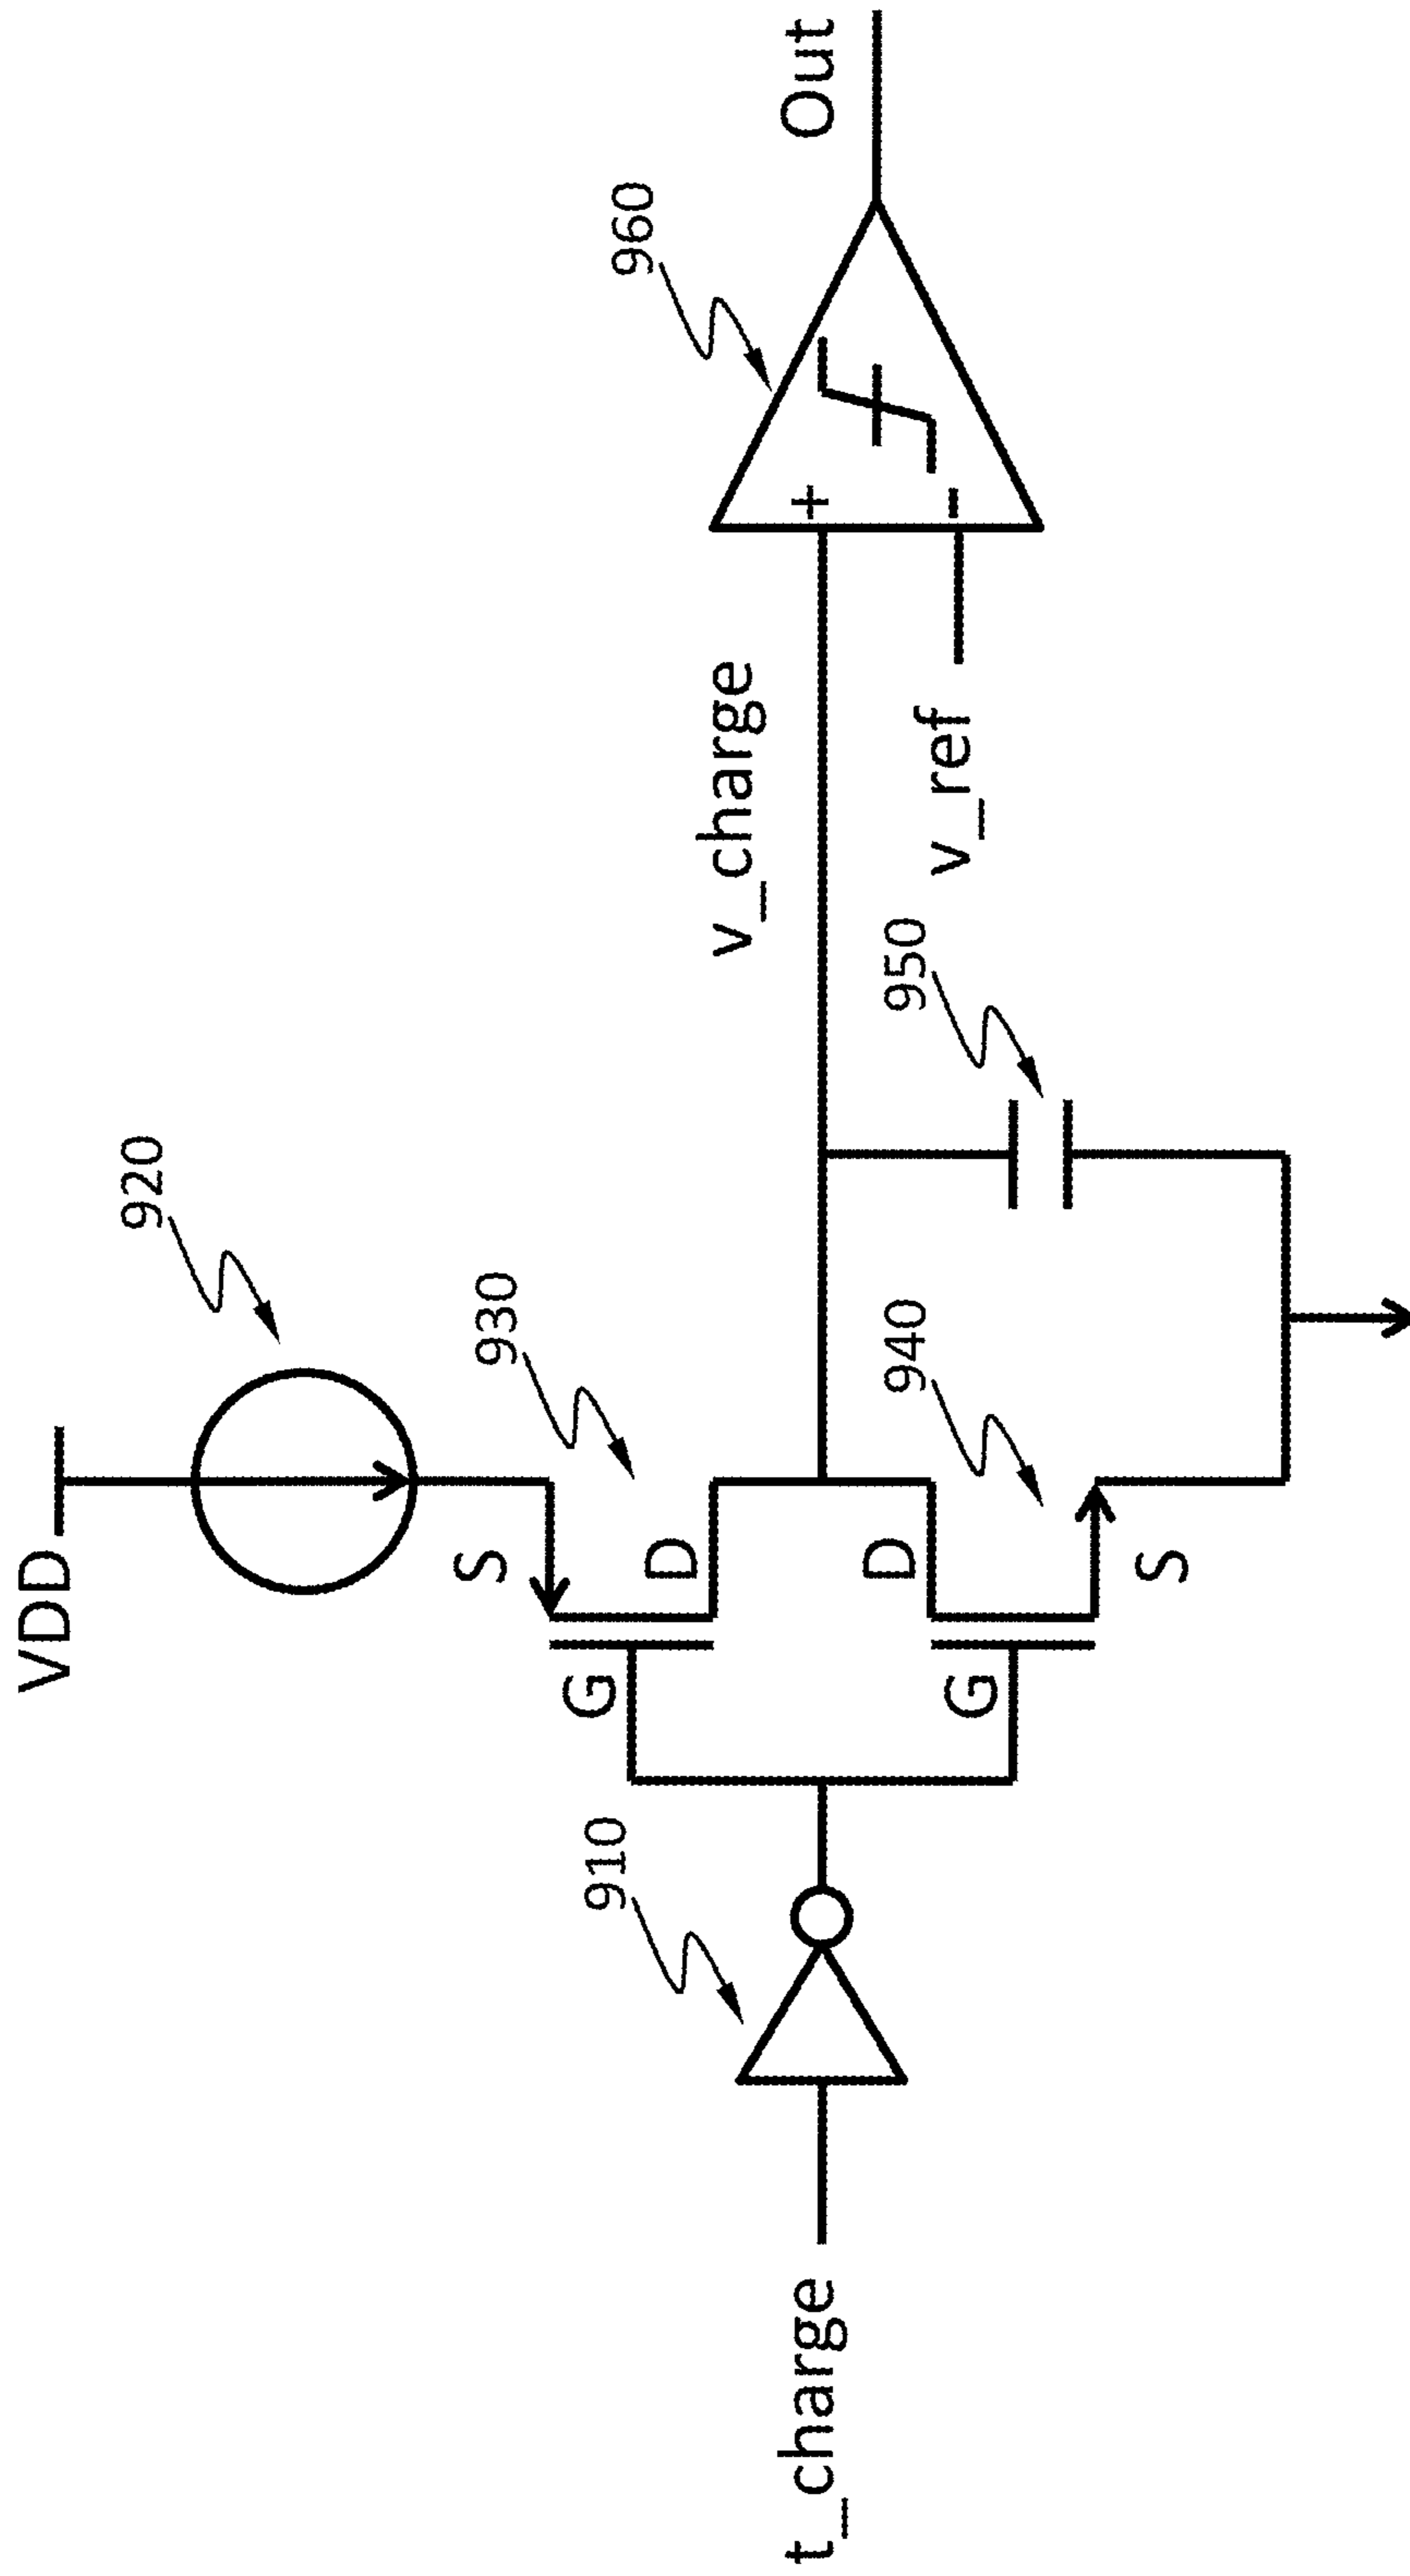 VDD
920
S
930
D
G
910
t_charge
D
G
940
S
950
v_charge
v_ref
+
-
960
Out